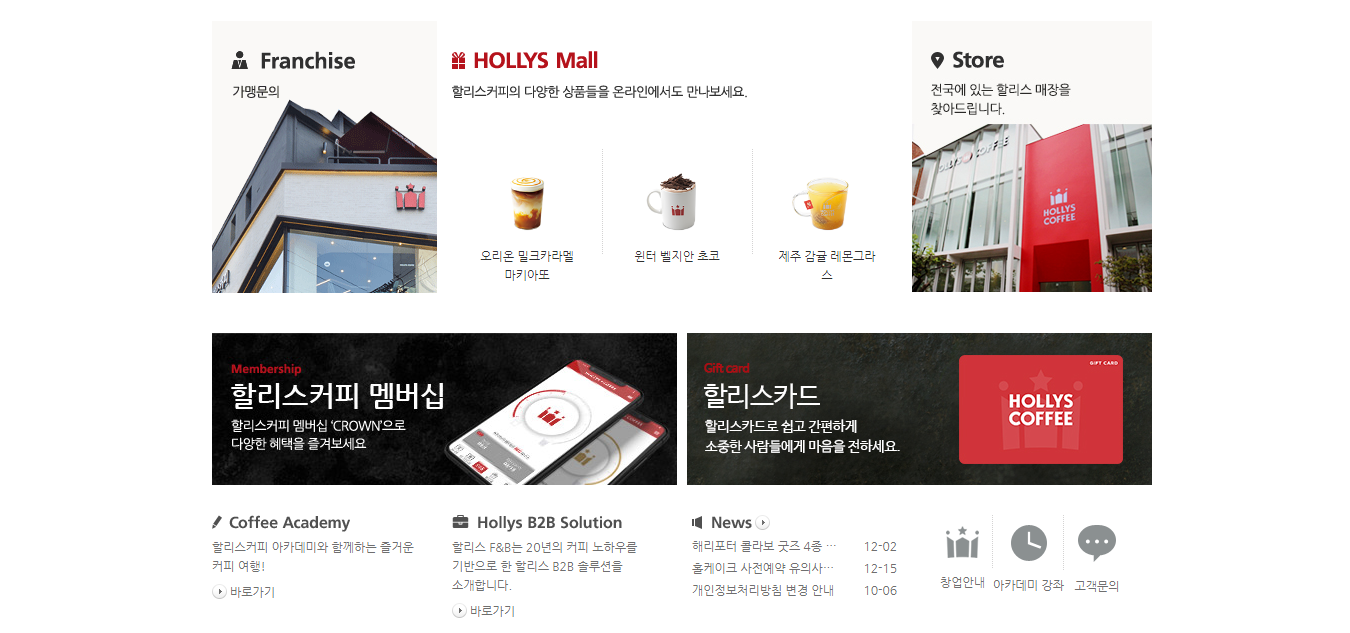 Franchise
가맹문의
HOLLYS Mall
할리스커피의 다양한 상품들을 온라인에서도 만나보세요.
오리온 밀크카라멜
마키아또
윈터 벨지안 초코
제주 감귤 레몬그라
스
Store
전국에 있는 할리스 매장을
찾아드립니다.
HOLLYS
COFFEE
Membership
할리스커피 멤버십
할리스커피 멤버십 ‘CROWN’으로
다양한 혜택을 즐겨보세요
Gift card
할리스카드
할리스카드로 쉽고 간편하게
소중한 사람들에게 마음을 전하세요.
GIFT CARD
HOLLYS
COFFEE
Coffee Academy
할리스커피 아카데미와 함께하는 즐거운
커피 여행!
바로가기
Hollys B2B Solution
할리스 F&B는 20년의 커피 노하우를
기반으로 한 할리스 B2B 솔루션을
소개합니다.
바로가기
News
해리포터 콜라보 굿즈 4종 ··· 12-02
홀케이크 사전예약 유의사··· 12-15
개인정보처리방침 변경 안내 10-06
창업안내
아카데미 강좌
고객문의